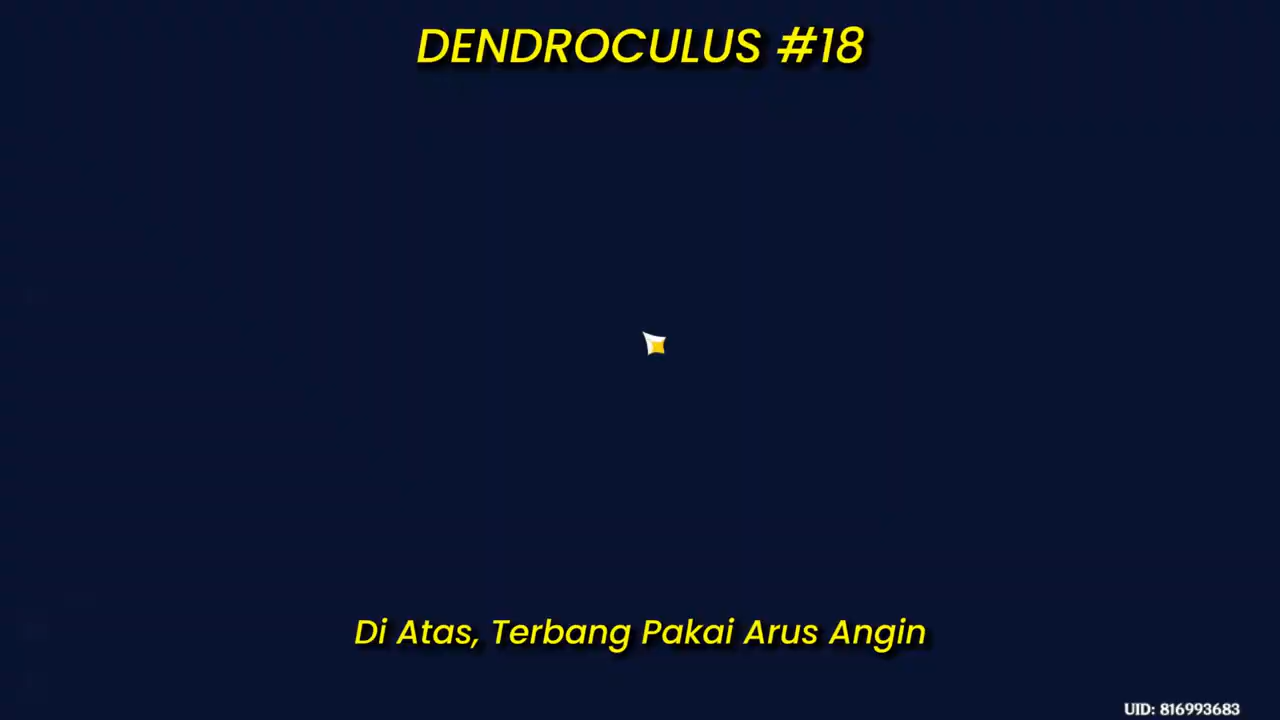 DENDROCULUS #18
Di Atas, Terbang Pakai Arus Angin
UID: 816993683